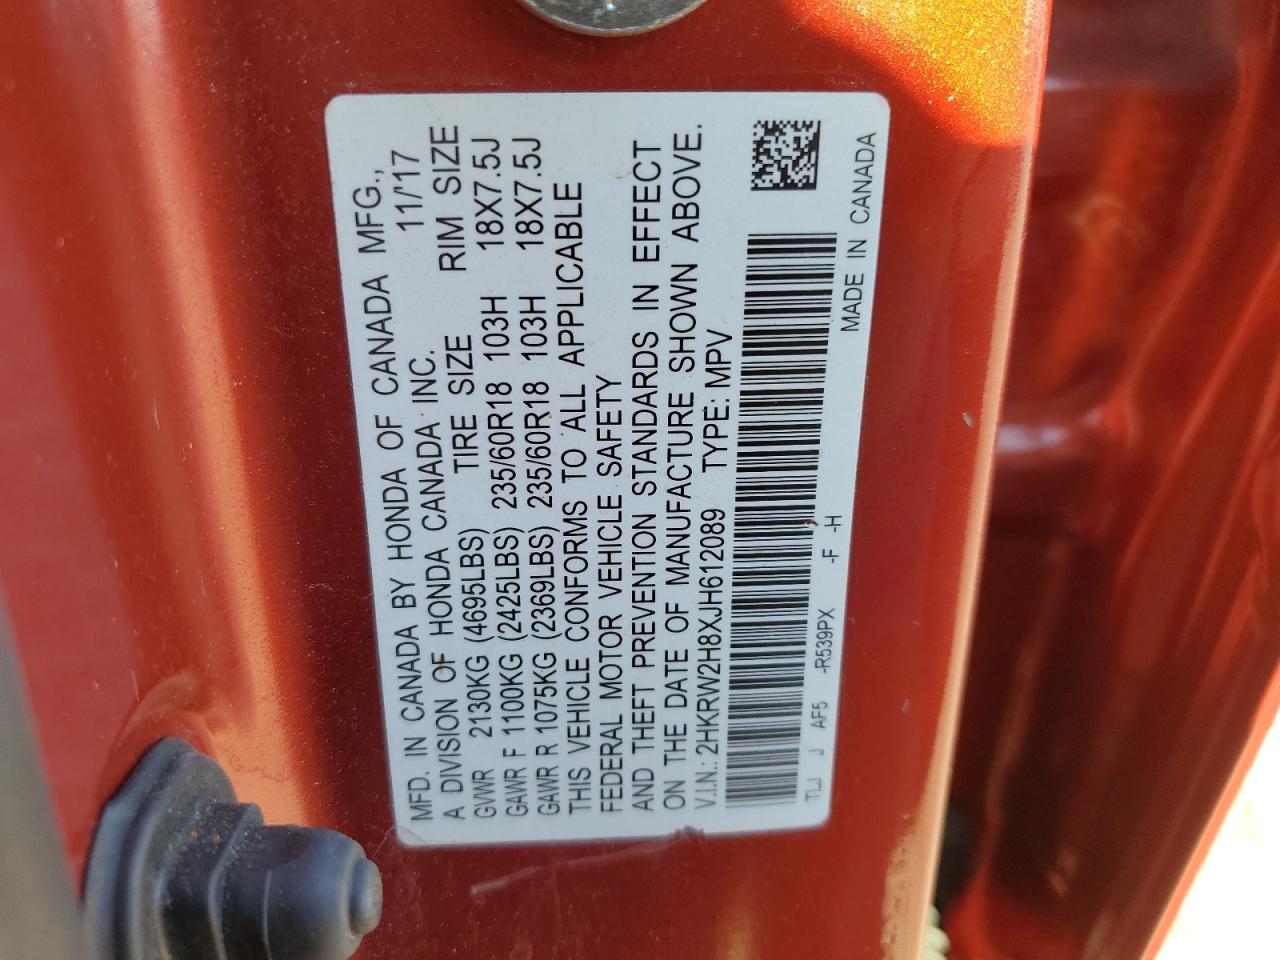 MFD. IN CANADA BY HONDA OF CANADA MFG.,
A DIVISION OF HONDA CANADA INC. 11/'17
GVWR 2130KG (4695LBS) TIRE SIZE RIM SIZE
GAWR F 1100KG (2425LBS) 235/60R18 103H 18X7.5J
GAWR R 1075KG (2369LBS) 235/60R18 103H 18X7.5J
THIS VEHICLE CONFORMS TO ALL APPLICABLE
FEDERAL MOTOR VEHICLE SAFETY
AND THEFT PREVENTION STANDARDS IN EFFECT
ON THE DATE OF MANUFACTURE SHOWN ABOVE.
V.I.N.: 2HKRW2H8XJH612089 TYPE: MPV
TLJ J AF5 -R539PX -F -H
MADE IN CANADA